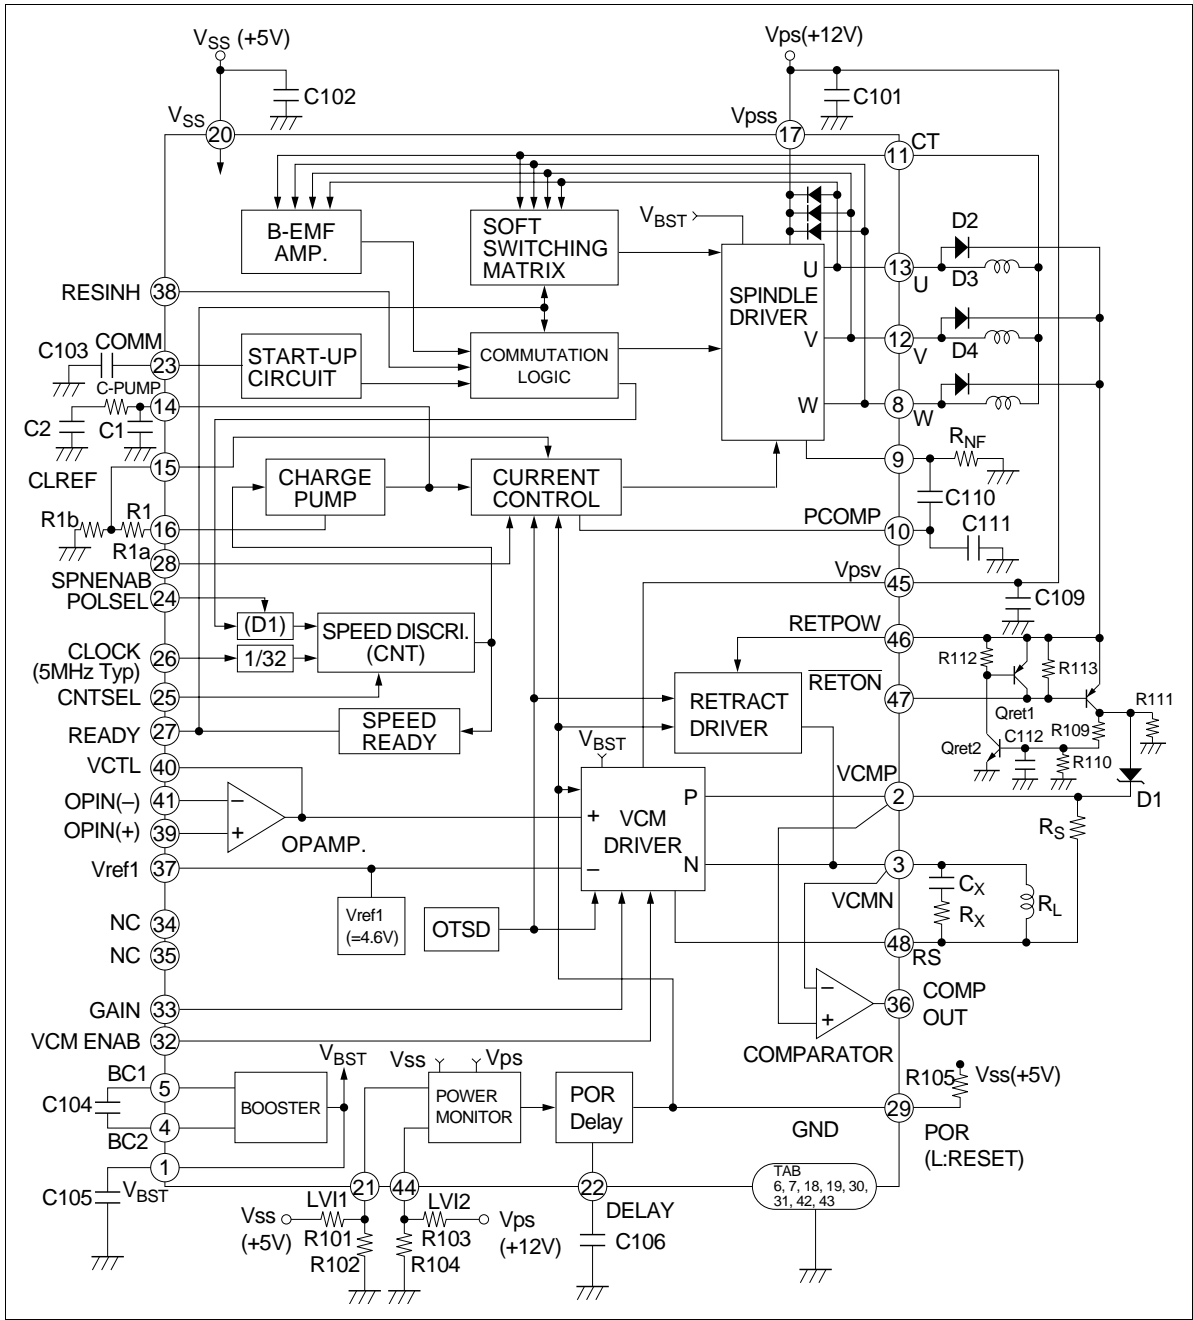 VSS (+5V)
Vps(+12V)
C102
C101
VSS
20
Vpss
17
CT
11
B-EMF
AMP.
SOFT
SWITCHING
MATRIX
VBST
D2
U
13
U
D3
RESINH
38
SPINDLE
DRIVER
V
12
V
D4
C103
COMM
23
START-UP
CIRCUIT
COMMUTATION
LOGIC
C-PUMP
14
W
8
W
C2
C1
RNF
15
9
CLREF
CHARGE
PUMP
CURRENT
CONTROL
C110
R1b
R1
16
PCOMP
10
C111
R1a
28
SPNENAB
Vpsv
45
POLSEL
24
C109
(D1)
SPEED DISCRI.
(CNT)
RETPOW
46
CLOCK
(5MHz Typ)
26
1/32
R112
R113
RETON
47
CNTSEL
25
RETRACT
DRIVER
R111
READY
27
SPEED
READY
Qret1
R109
C112
Qret2
R110
VCTL
40
VBST
VCMP
2
D1
OPIN(–)
41
–
+
P
VCM
DRIVER
OPIN(+)
39
+
OPAMP.
RS
Vref1
37
–
N
3
VCMN
CX
RX
RL
Vref1
(=4.6V)
OTSD
NC
34
NC
35
48
RS
GAIN
33
–
+
36
COMP
OUT
VCM ENAB
32
COMPARATOR
BC1
5
VBST
Vss
Vps
R105
Vss(+5V)
C104
BOOSTER
POWER
MONITOR
POR
Delay
29
BC2
4
GND
POR
(L:RESET)
1
C105
VBST
21
44
22
TAB
6, 7, 18, 19, 30,
31, 42, 43
Vss
(+5V)
LVI1
R101
R102
LVI2
R103
R104
Vps
(+12V)
DELAY
C106